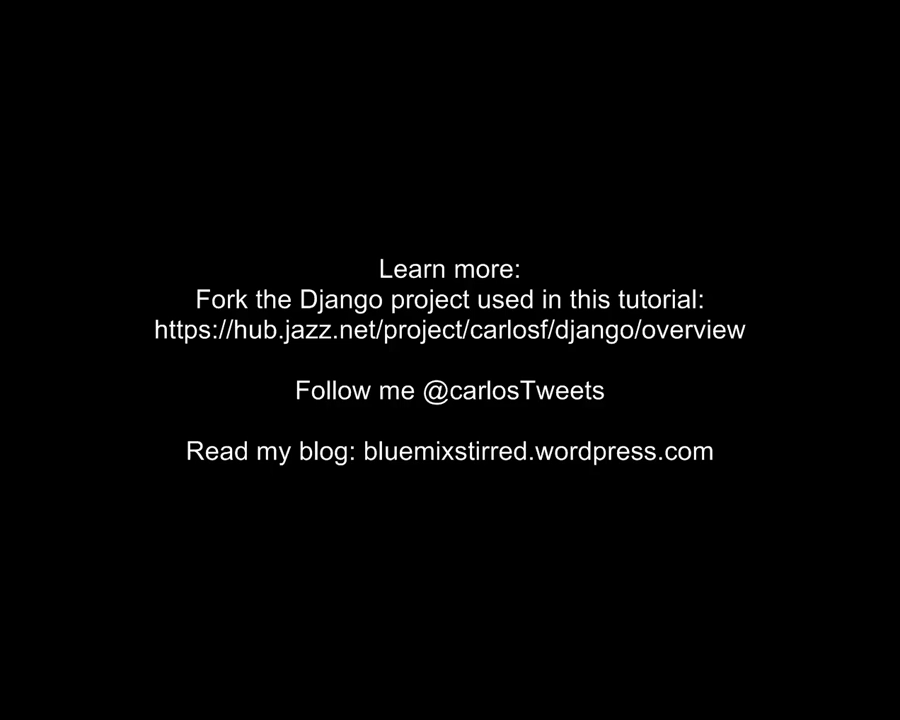 Learn more:
Fork the Django project used in this tutorial:
https://hub.jazz.net/project/carlosf/django/overview
Follow me @carlosTweets
Read my blog: bluemixstirred.wordpress.com